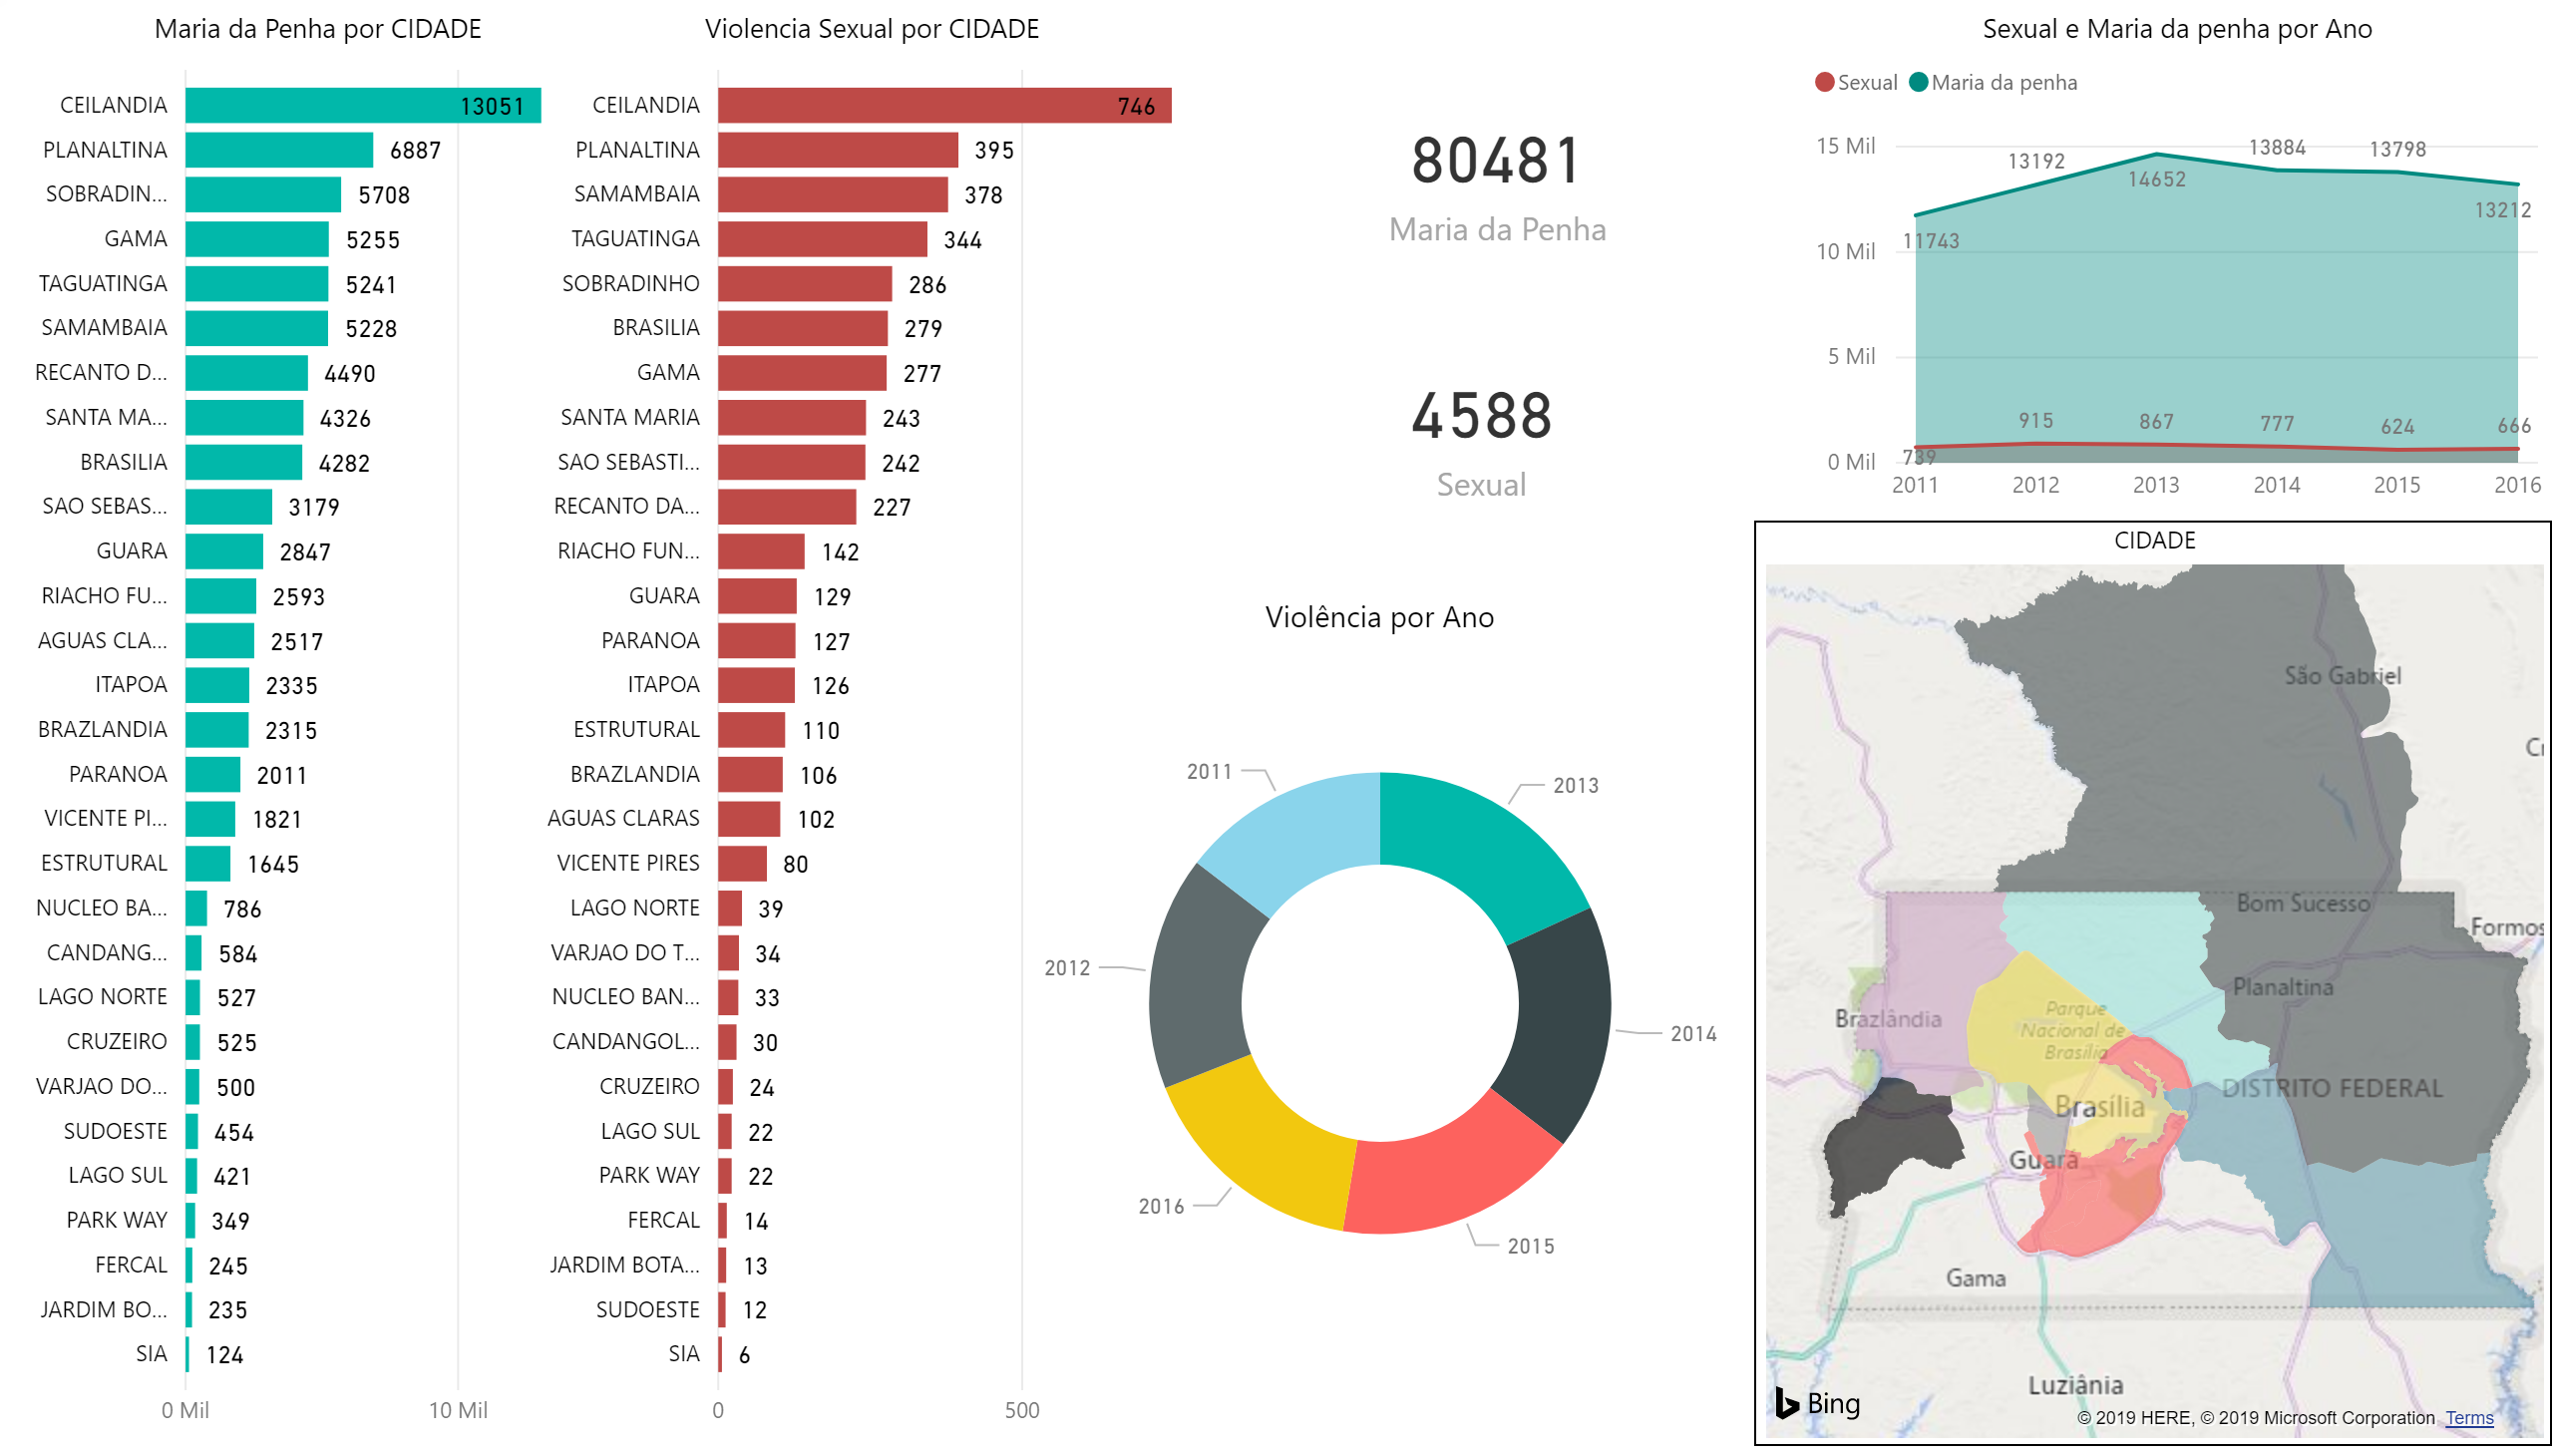 Maria da Penha por CIDADE
CEILANDIA 13051
PLANALTINA 6887
SOBRADIN... 5708
GAMA 5255
TAGUATINGA 5241
SAMAMBAIA 5228
RECANTO D... 4490
SANTA MA... 4326
BRASILIA 4282
SAO SEBAS... 3179
GUARA 2847
RIACHO FU... 2593
AGUAS CLA... 2517
ITAPOA 2335
BRAZLANDIA 2315
PARANOA 2011
VICENTE PI... 1821
ESTRUTURAL 1645
NUCLEO BA... 786
CANDANG... 584
LAGO NORTE 527
CRUZEIRO 525
VARJAO DO... 500
SUDOESTE 454
LAGO SUL 421
PARK WAY 349
FERCAL 245
JARDIM BO... 235
SIA 124
0 Mil 10 Mil
Violencia Sexual por CIDADE
CEILANDIA 746
PLANALTINA 395
SAMAMBAIA 378
TAGUATINGA 344
SOBRADINHO 286
BRASILIA 279
GAMA 277
SANTA MARIA 243
SAO SEBASTI... 242
RECANTO DA... 227
RIACHO FUN... 142
GUARA 129
PARANOA 127
ITAPOA 126
ESTRUTURAL 110
BRAZLANDIA 106
AGUAS CLARAS 102
VICENTE PIRES 80
LAGO NORTE 39
VARJAO DO T... 34
NUCLEO BAN... 33
CANDANGOL... 30
CRUZEIRO 24
LAGO SUL 22
PARK WAY 22
FERCAL 14
JARDIM BOTA... 13
SUDOESTE 12
SIA 6
0 500
80481
Maria da Penha
4588
Sexual
Violência por Ano
2011
2013
2012
2014
2016
2015
Sexual e Maria da penha por Ano
Sexual Maria da penha
15 Mil
10 Mil
5 Mil
0 Mil
11743 13192 14652 13884 13798 13212
739 915 867 777 624 666
2011 2012 2013 2014 2015 2016
CIDADE
São Gabriel
Cr
Bom Sucesso
Formos
Planaltina
Brazlândia
Parque
Nacional de
Brasília
DISTRITO FEDERAL
Brasília
Guará
Gama
Luziânia
Bing
© 2019 HERE, © 2019 Microsoft Corporation Terms